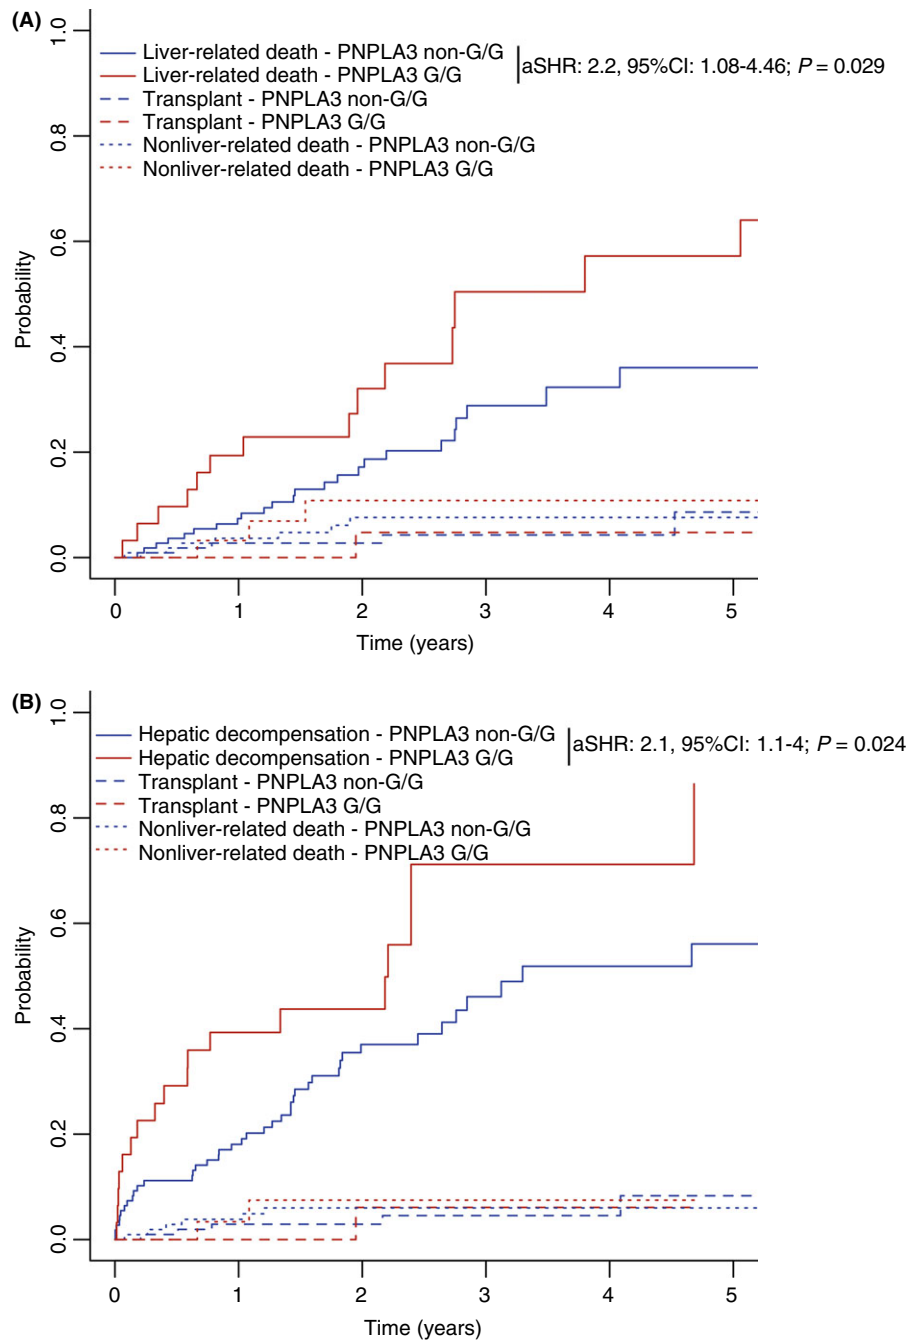 (A)
1.0
0.8
0.6
0.4
0.2
0.0
Probability
Liver-related death - PNPLA3 non-G/G
Liver-related death - PNPLA3 G/G
aSHR: 2.2, 95%CI: 1.08-4.46; P = 0.029
Transplant - PNPLA3 non-G/G
Transplant - PNPLA3 G/G
Nonliver-related death - PNPLA3 non-G/G
Nonliver-related death - PNPLA3 G/G
0 1 2 3 4 5
Time (years)
(B)
1.0
0.8
0.6
0.4
0.2
0.0
Probability
Hepatic decompensation - PNPLA3 non-G/G
Hepatic decompensation - PNPLA3 G/G
aSHR: 2.1, 95%CI: 1.1-4; P = 0.024
Transplant - PNPLA3 non-G/G
Transplant - PNPLA3 G/G
Nonliver-related death - PNPLA3 non-G/G
Nonliver-related death - PNPLA3 G/G
0 1 2 3 4 5
Time (years)